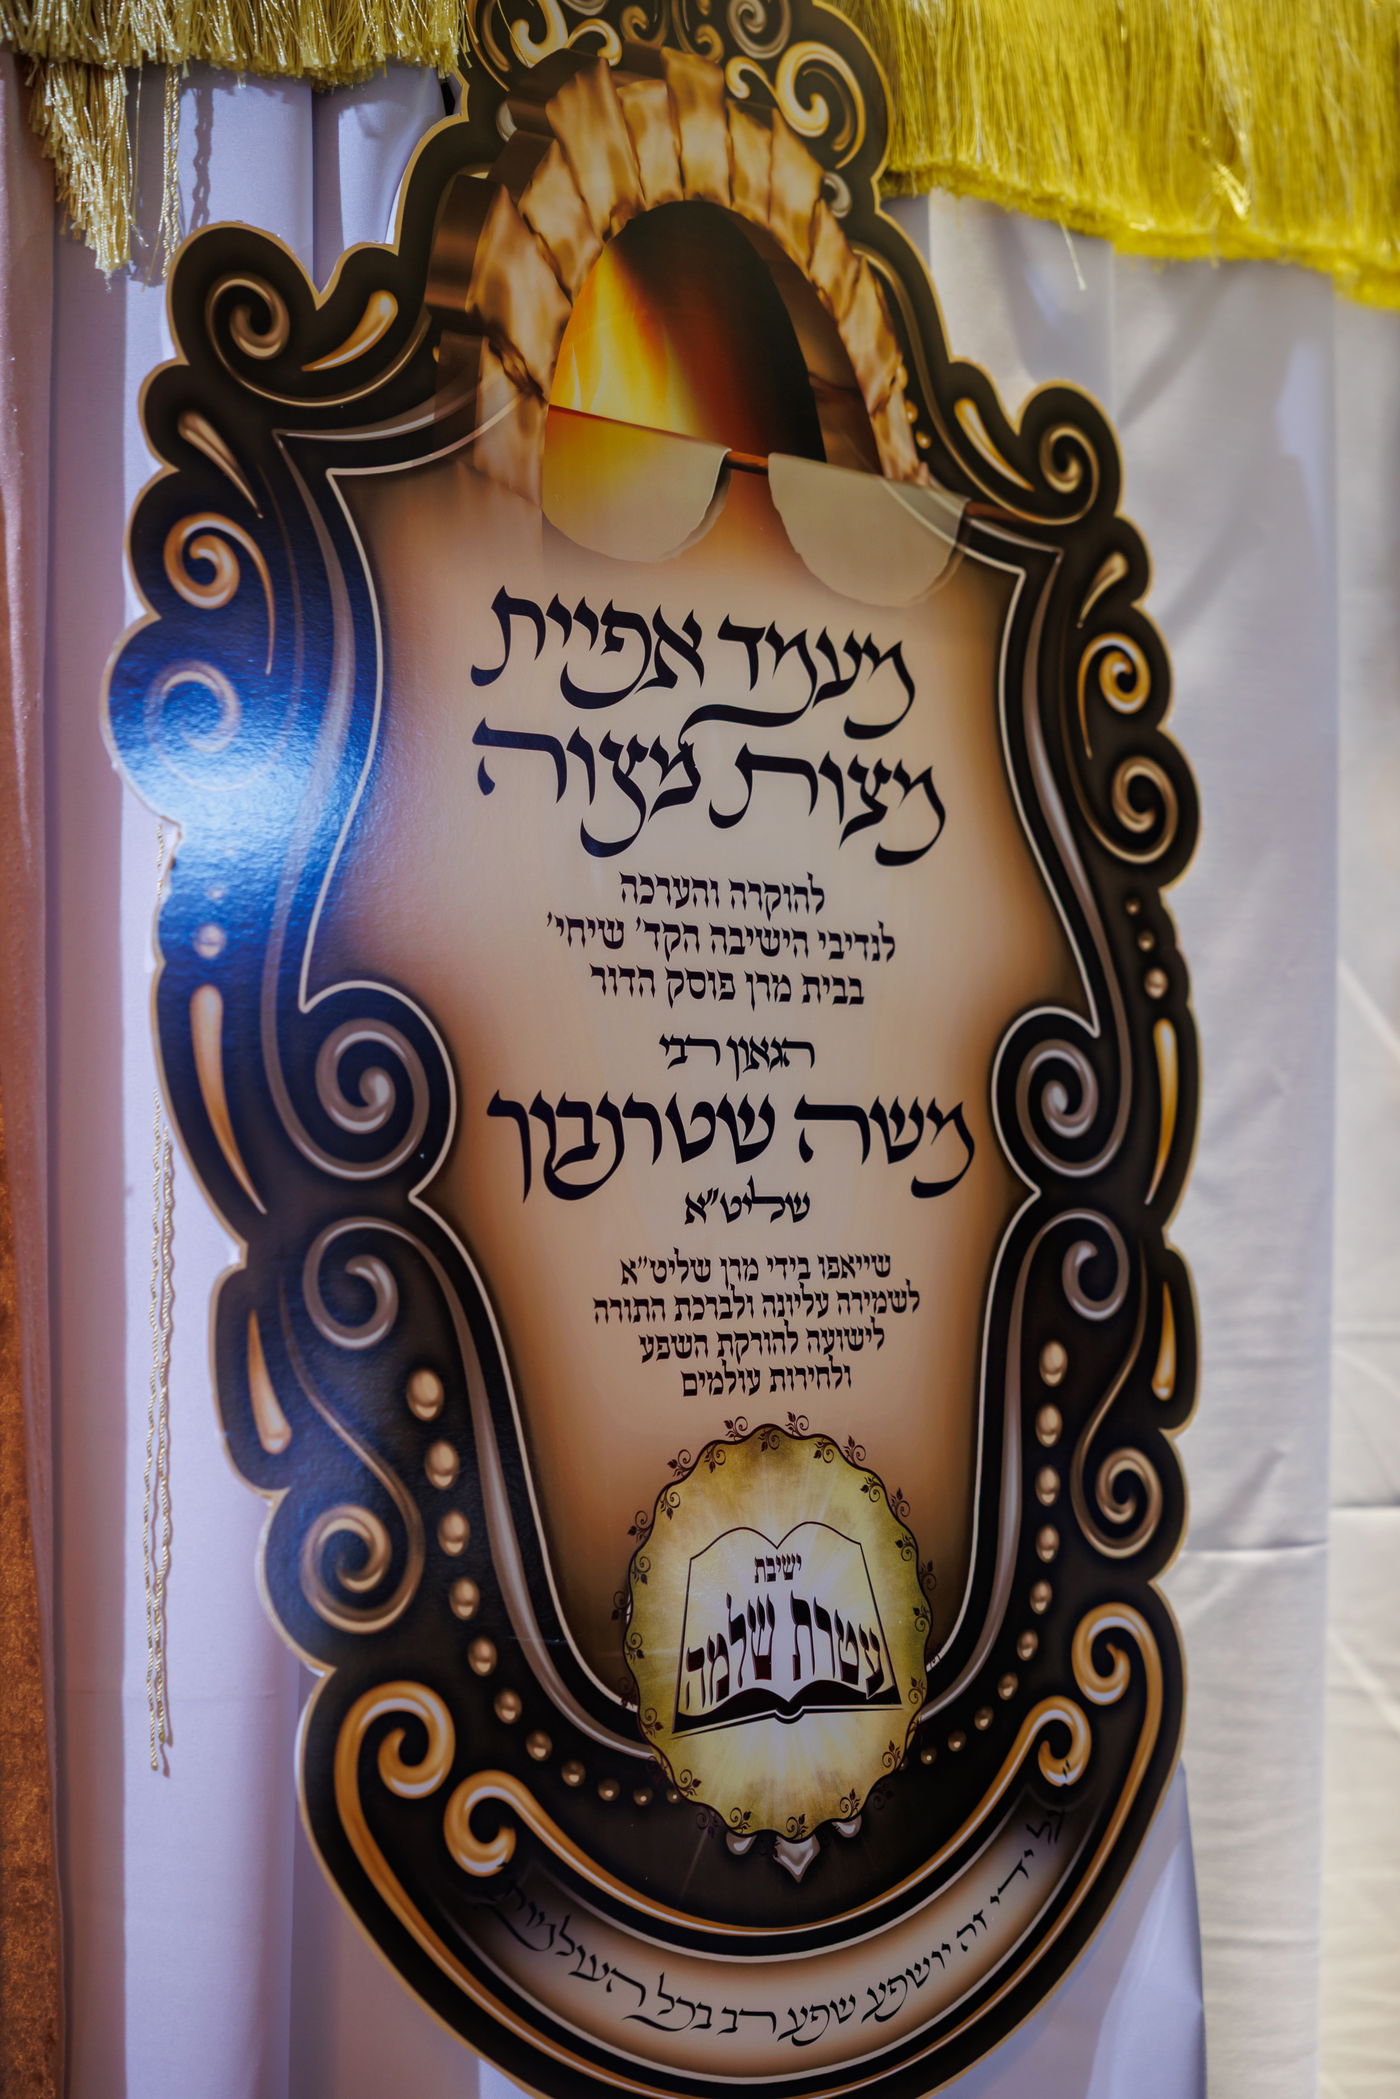 מעמד אפיית
מצות מצוה
להוקרה והערכה
לנדיבי הישיבה הקד' שיחי'
בבית מרן פוסק הדור
הגאון רבי
משה שטרנבוך
שליט"א
שייאפו בידי מרן שליט"א
לשמירה עליונה ולברכת התורה
לישועה להורקת השפע
ולחירות עולמים
ישיבת
עטרת שלמה
על ידי זה יושפע שפע רב בכל העולמות